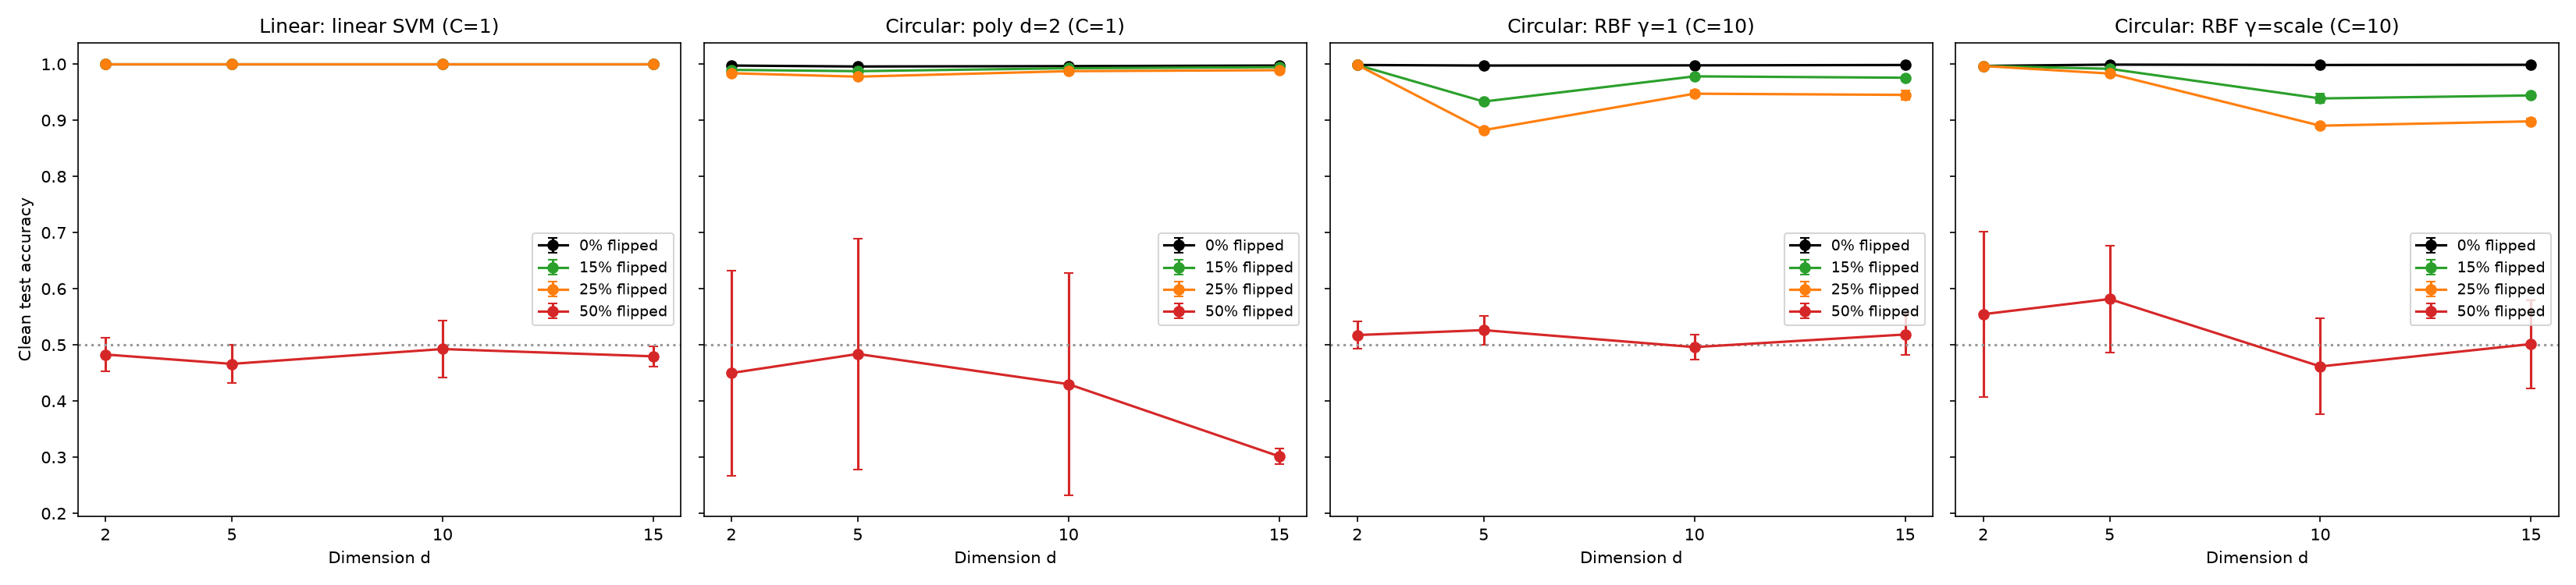 Linear: linear SVM (C=1)
Circular: poly d=2 (C=1)
Circular: RBF γ=1 (C=10)
Circular: RBF γ=scale (C=10)
Clean test accuracy
1.0
0.9
0.8
0.7
0.6
0.5
0.4
0.3
0.2
0% flipped
15% flipped
25% flipped
50% flipped
2 5 10 15
Dimension d
0% flipped
15% flipped
25% flipped
50% flipped
2 5 10 15
Dimension d
0% flipped
15% flipped
25% flipped
50% flipped
2 5 10 15
Dimension d
0% flipped
15% flipped
25% flipped
50% flipped
2 5 10 15
Dimension d